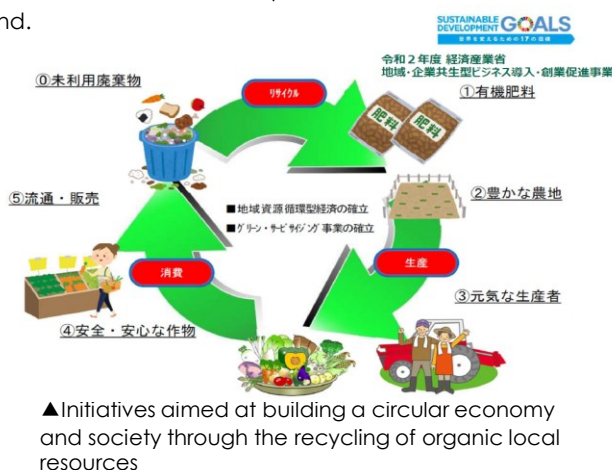 nd.
SUSTAINABLE
DEVELOPMENT GOALS
世界を変えるための17の目標
令和2年度 経済産業省
地域・企業共生型ビジネス導入・創業促進事業
⓪未利用廃棄物
リサイクル
①有機肥料
肥料
肥料
②豊かな農地
⑤流通・販売
■地域資源循環型経済の確立
■グリーン・サービサイジング事業の確立
消費
生産
③元気な生産者
④安全・安心な作物
▲Initiatives aimed at building a circular economy
and society through the recycling of organic local
resources